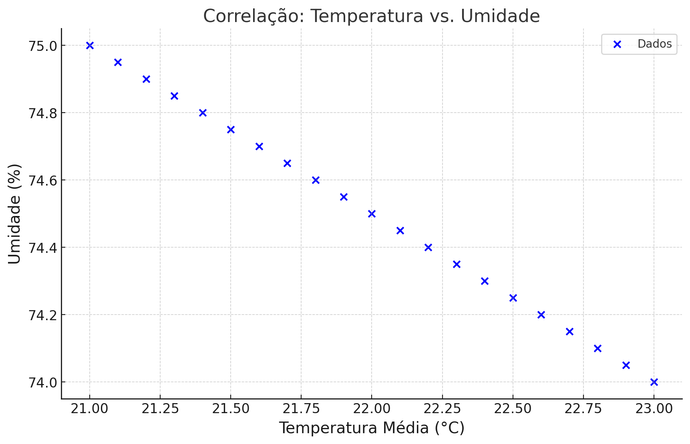 Correlação: Temperatura vs. Umidade
Dados
Umidade (%)
75.0
74.8
74.6
74.4
74.2
74.0
21.00 21.25 21.50 21.75 22.00 22.25 22.50 22.75 23.00
Temperatura Média (°C)